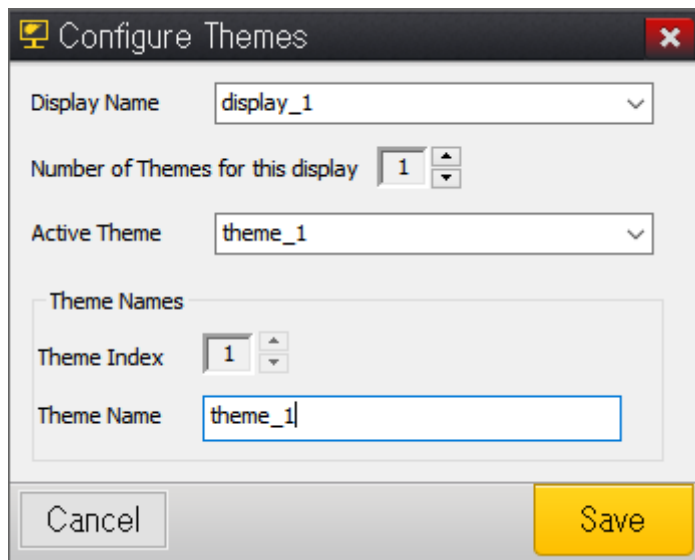 Configure Themes
Display Name display_1
Number of Themes for this display 1
Active Theme theme_1
Theme Names
Theme Index 1
Theme Name theme_1
Cancel Save